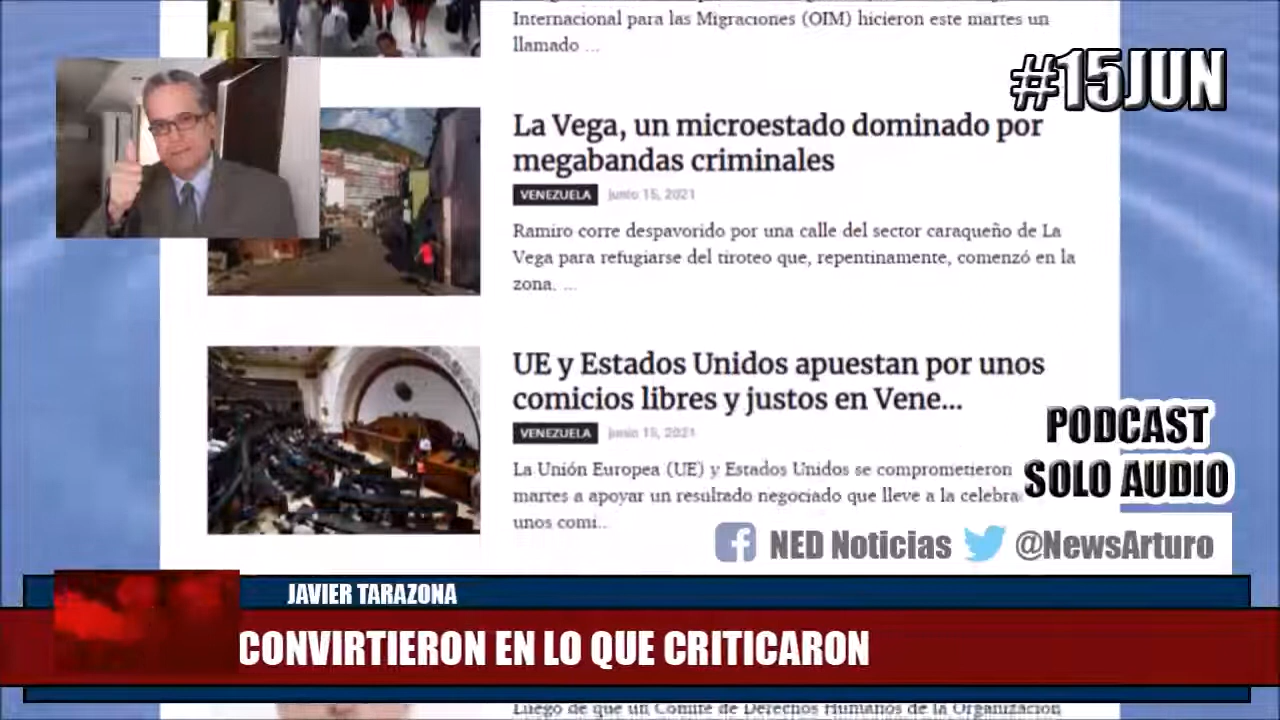 Internacional para las Migraciones (OIM) hicieron este martes un
llamado ...
#15JUN
La Vega, un microestado dominado por
megabandas criminales
VENEZUELA junio 15, 2021
Ramiro corre despavorido por una calle del sector caraqueño de La
Vega para refugiarse del tiroteo que, repentinamente, comenzó en la
zona. ...
UE y Estados Unidos apuestan por unos
comicios libres y justos en Vene...
VENEZUELA junio 15, 2021
La Unión Europea (UE) y Estados Unidos se comprometieron
martes a apoyar un resultado negociado que lleve a la celebra
unos comi...
PODCAST
SOLO AUDIO
NED Noticias @NewsArturo
JAVIER TARAZONA
CONVIRTIERON EN LO QUE CRITICARON
Luego de que un Comité de Derechos Humanos de la Organización